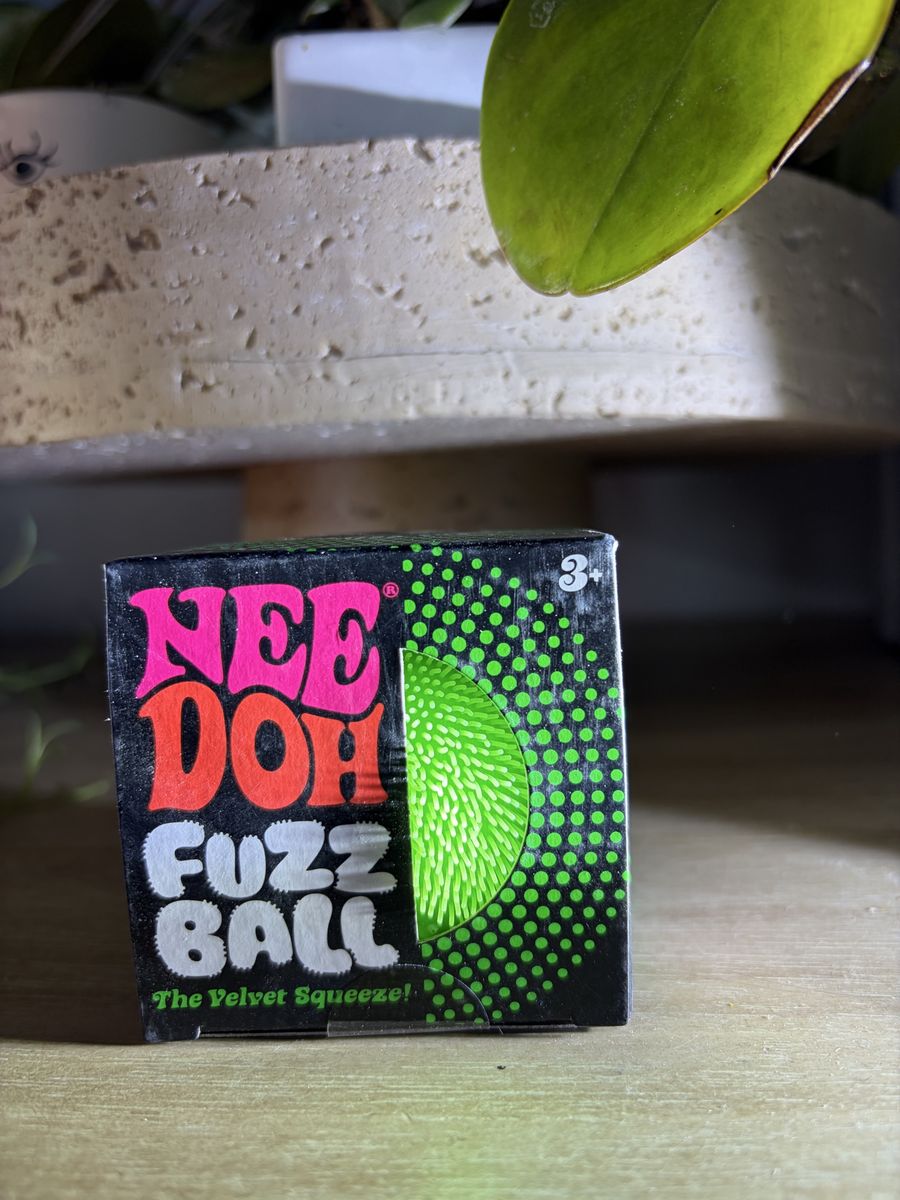 3+
NEE®
DOH
FUZZ
BALL
The Velvet Squeeze!